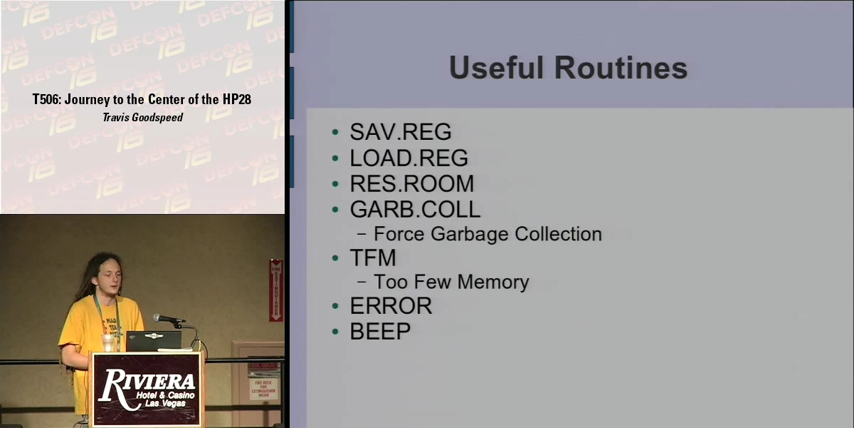 DEFCON 16
T506: Journey to the Center of the HP28
Travis Goodspeed
Useful Routines
• SAV.REG
• LOAD.REG
• RES.ROOM
• GARB.COLL
– Force Garbage Collection
• TFM
– Too Few Memory
• ERROR
• BEEP
RIVIERA
Hotel & Casino
Las Vegas